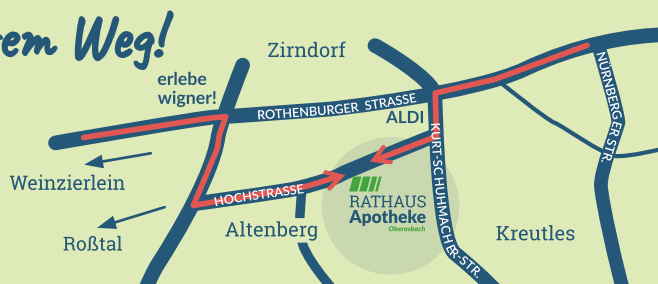 em Weg!
Zirndorf
erlebe
wigner!
ROTHENBURGER STRASSE
ALDI
NÜRNBERGER STR.
KURT-SCHUHMACHER-STR.
Weinzierlein
HOCHSTRASSE
RATHAUS
Apotheke
Oberasbach
Altenberg
Roßtal
Kreutles